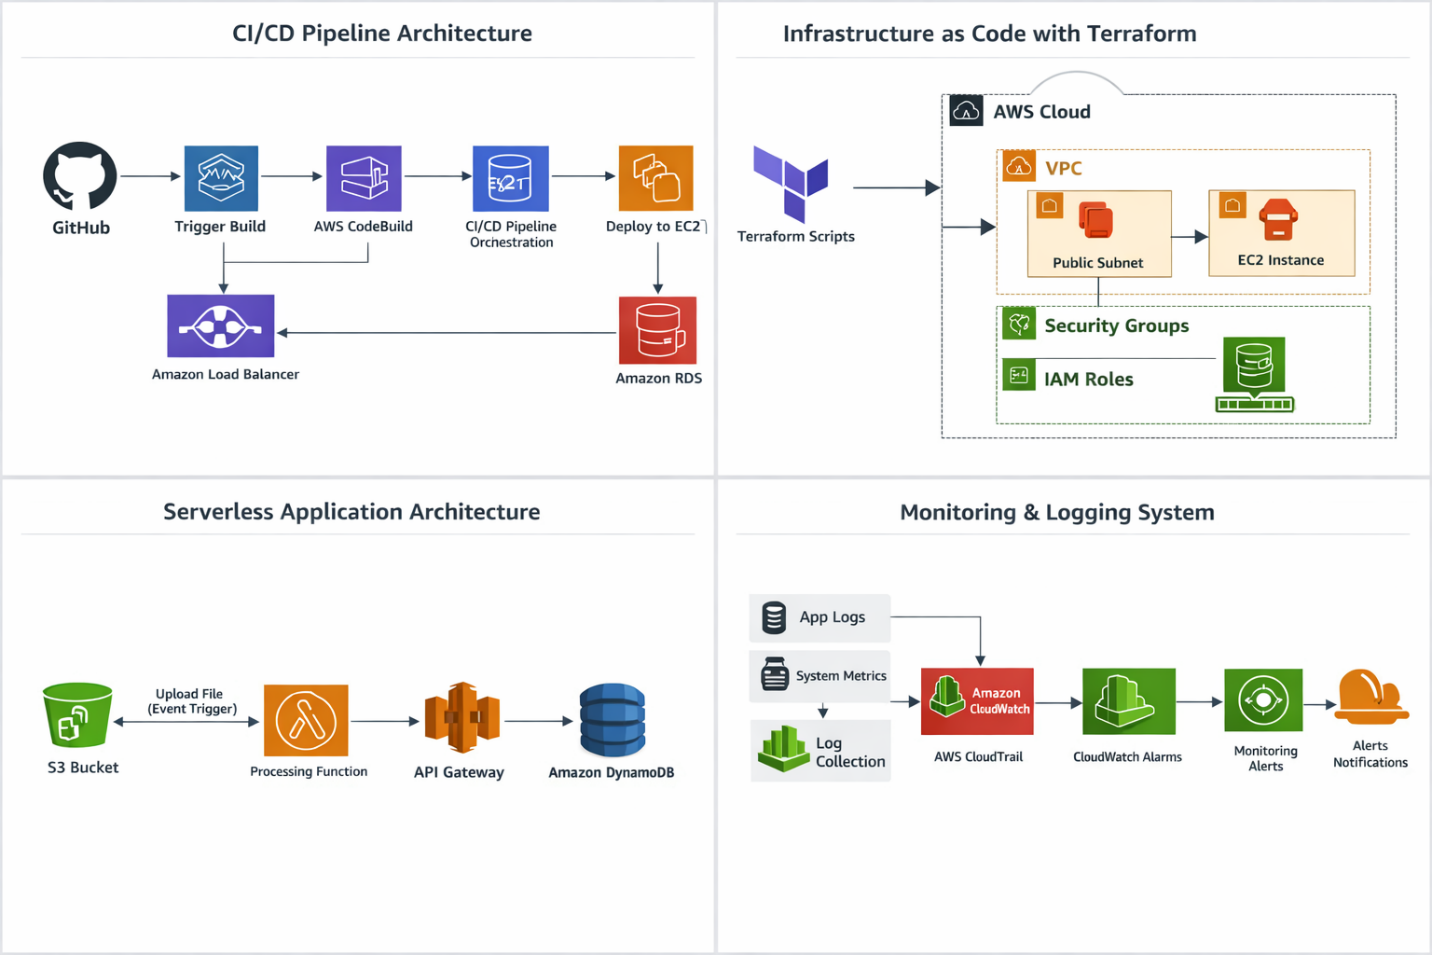 CI/CD Pipeline Architecture
GitHub
Trigger Build
AWS CodeBuild
CI/CD Pipeline
Orchestration
Deploy to EC2
Amazon Load Balancer
Amazon RDS
Infrastructure as Code with Terraform
Terraform Scripts
AWS Cloud
VPC
Public Subnet
EC2 Instance
Security Groups
IAM Roles
Serverless Application Architecture
S3 Bucket
Upload File
(Event Trigger)
Processing Function
API Gateway
Amazon DynamoDB
Monitoring & Logging System
App Logs
System Metrics
Log
Collection
Amazon
CloudWatch
AWS CloudTrail
CloudWatch Alarms
Monitoring
Alerts
Alerts
Notifications